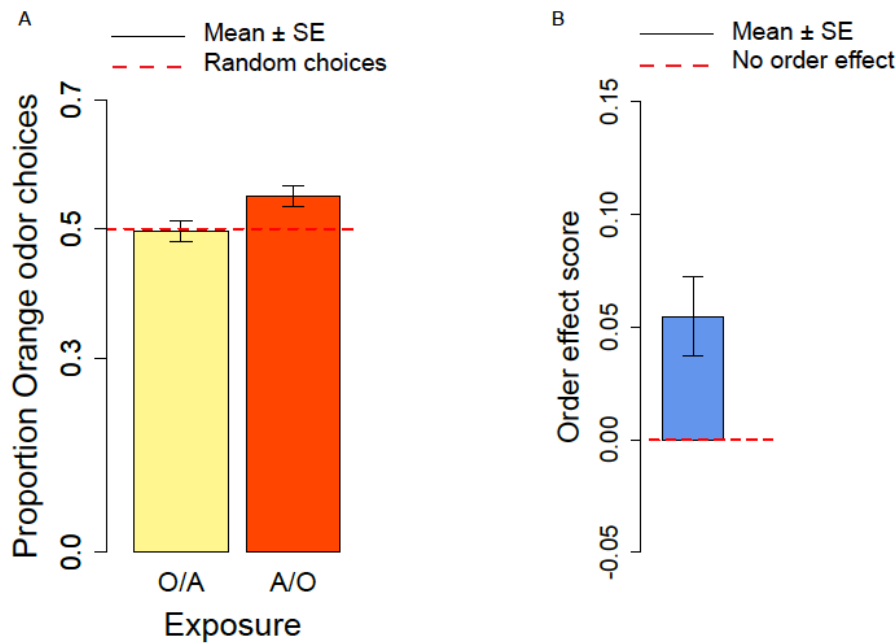 A
Mean ± SE
Random choices
Proportion Orange odor choices
0.7
0.5
0.3
0.0
O/A
A/O
Exposure
B
Mean ± SE
No order effect
Order effect score
0.15
0.10
0.05
0.00
-0.05